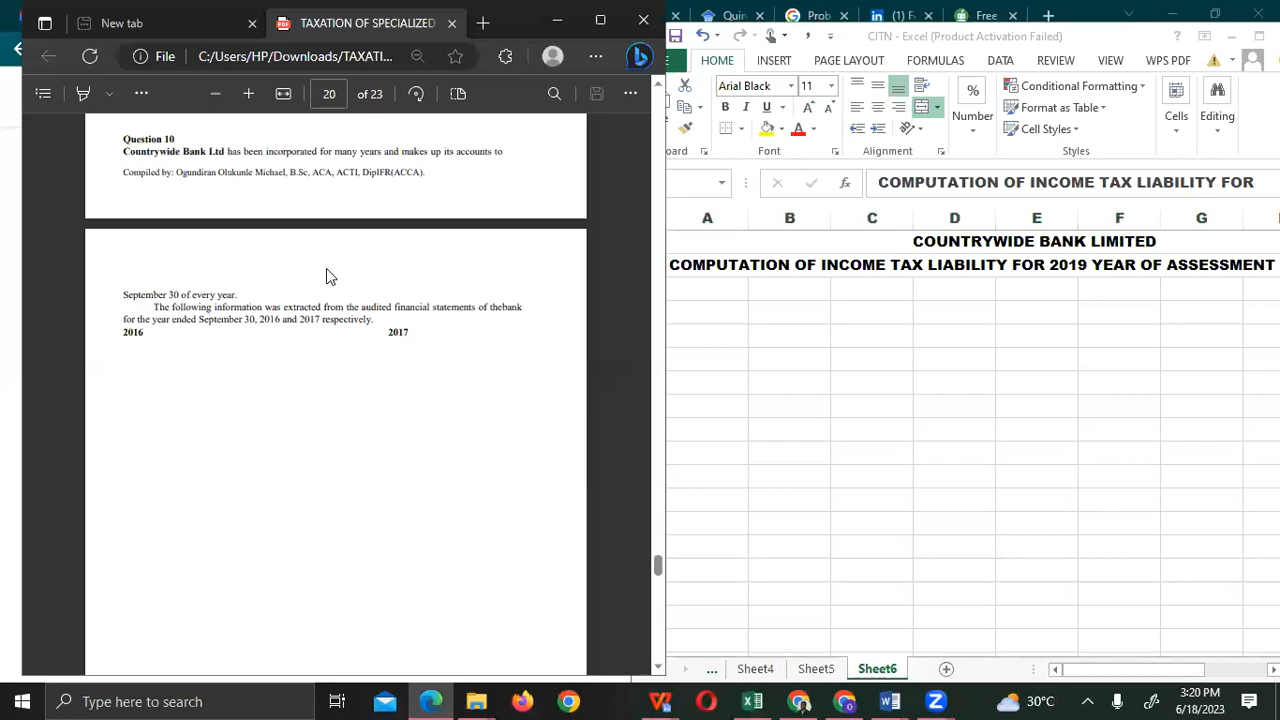 New tab
TAXATION OF SPECIALIZED
Quin
Prob
in (1)
Free
File
C:/Users/HP/Downloads/TAXATI...
20 of 23
Question 10
Countrywide Bank Ltd has been incorporated for many years and makes up its accounts to
Compiled by: Ogundiran Olukunle Michael, B.Sc, ACA, ACTI, DipIFR(ACCA).
September 30 of every year.
The following information was extracted from the audited financial statements of thebank
for the year ended September 30, 2016 and 2017 respectively.
2016 2017
CITN - Excel (Product Activation Failed)
HOME INSERT PAGE LAYOUT FORMULAS DATA REVIEW VIEW WPS PDF
Arial Black 11
B I U
Conditional Formatting
Format as Table
Cell Styles
Number
Cells
Editing
oard Font Alignment Styles
fx COMPUTATION OF INCOME TAX LIABILITY FOR
A B C D E F G
COUNTRYWIDE BANK LIMITED
COMPUTATION OF INCOME TAX LIABILITY FOR 2019 YEAR OF ASSESSMENT
... Sheet4 Sheet5 Sheet6
Type here to search
30°C
3:20 PM
6/18/2023